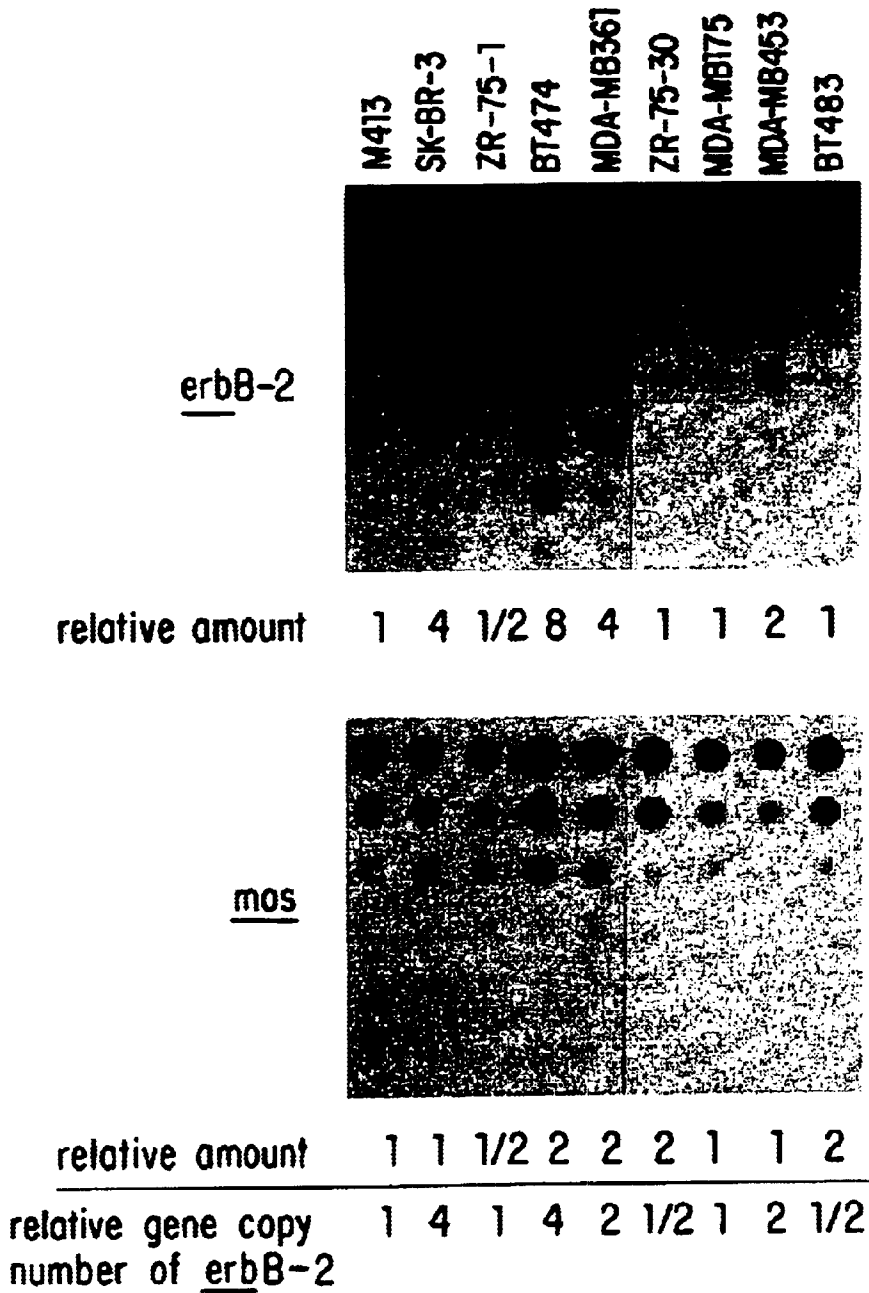 M413 SK-BR-3 ZR-75-1 BT474 MDA-MB361 ZR-75-30 MDA-MB175 MDA-MB453 BT483
erbB-2
relative amount 1 4 1/2 8 4 1 1 2 1
mos
relative amount 1 1 1/2 2 2 2 1 1 2
relative gene copy 1 4 1 4 2 1/2 1 2 1/2
number of erbB-2